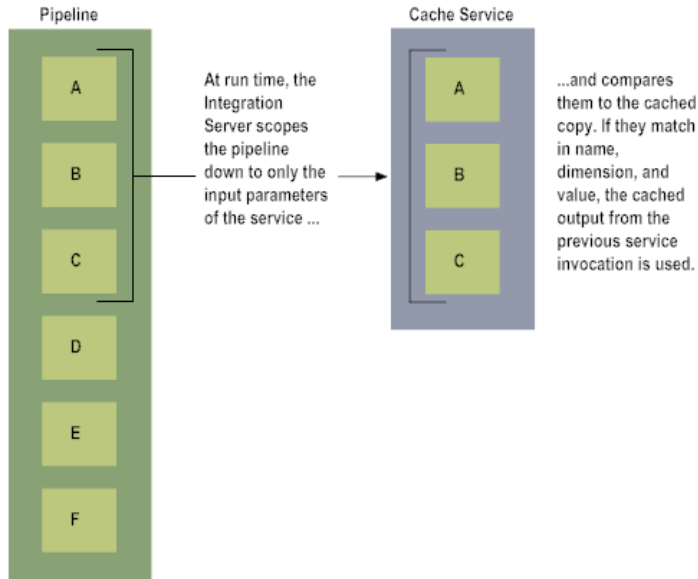 Pipeline
A
B
C
D
E
F
At run time, the
Integration
Server scopes
the pipeline
down to only the
input parameters
of the service ...
Cache Service
A
B
C
...and compares
them to the cached
copy. If they match
in name,
dimension, and
value, the cached
output from the
previous service
invocation is used.